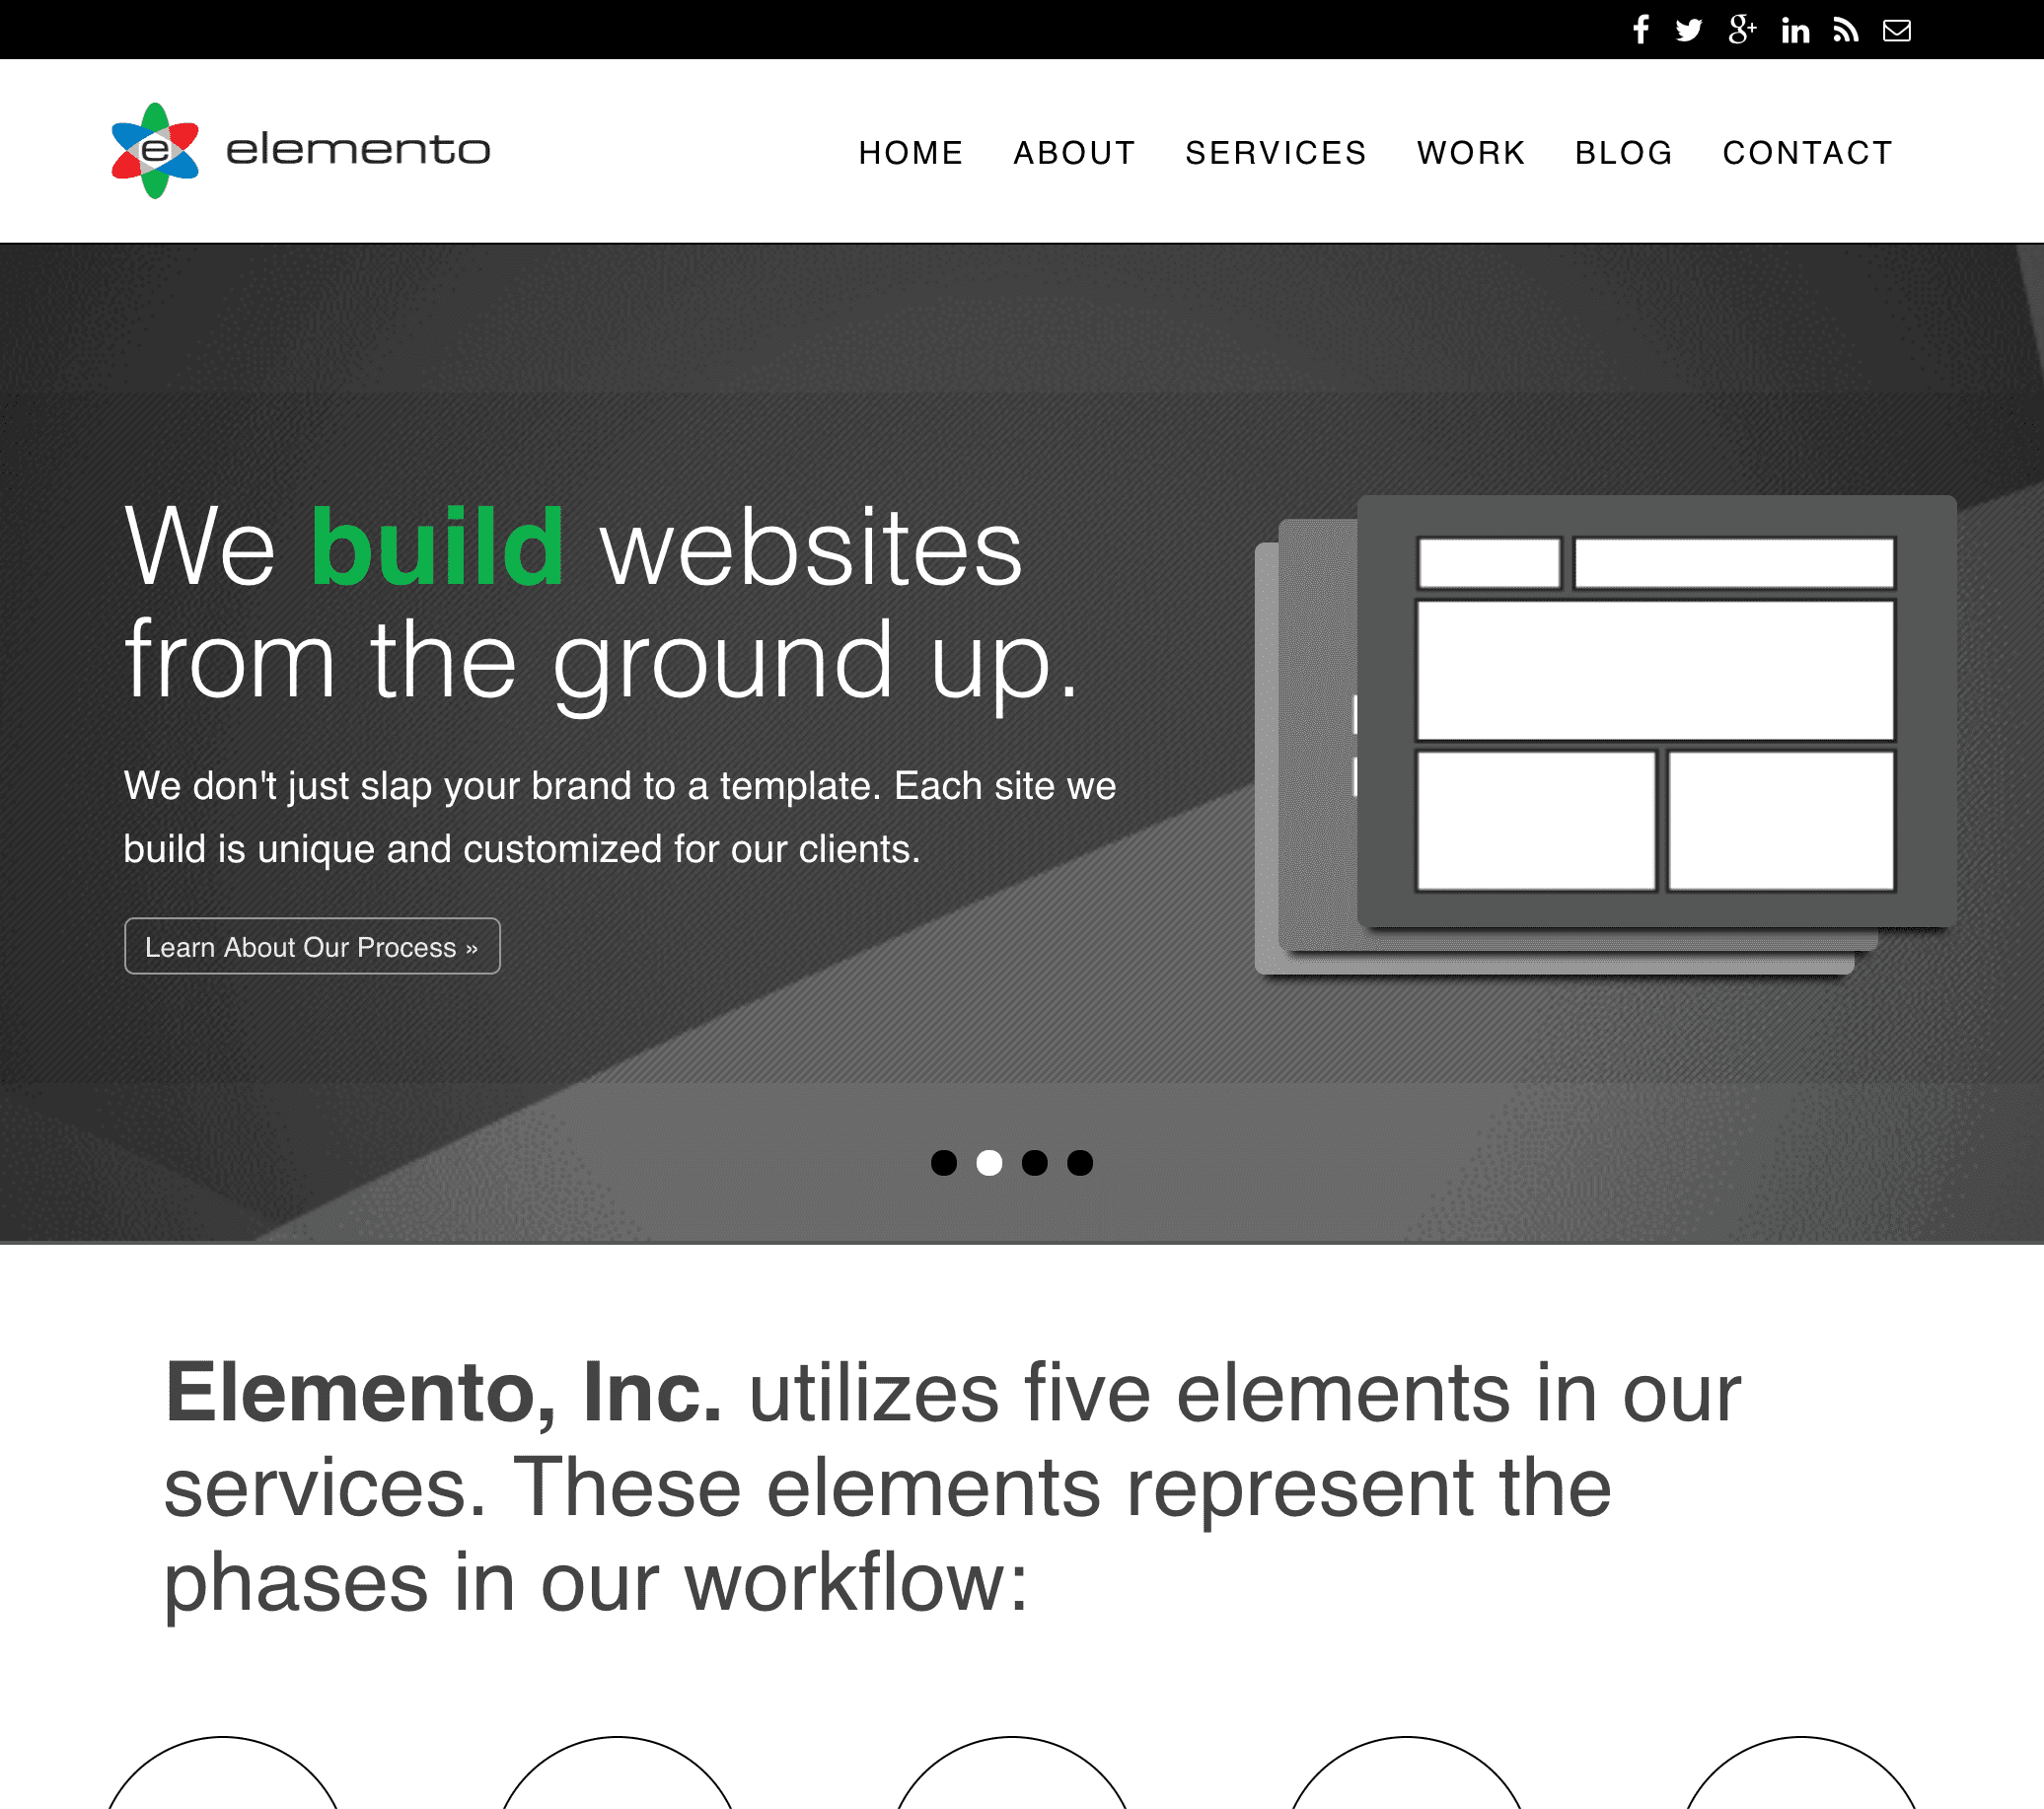 e elemento
HOME ABOUT SERVICES WORK BLOG CONTACT
We build websites
from the ground up.
We don't just slap your brand to a template. Each site we
build is unique and customized for our clients.
Learn About Our Process »
Elemento, Inc. utilizes five elements in our
services. These elements represent the
phases in our workflow: